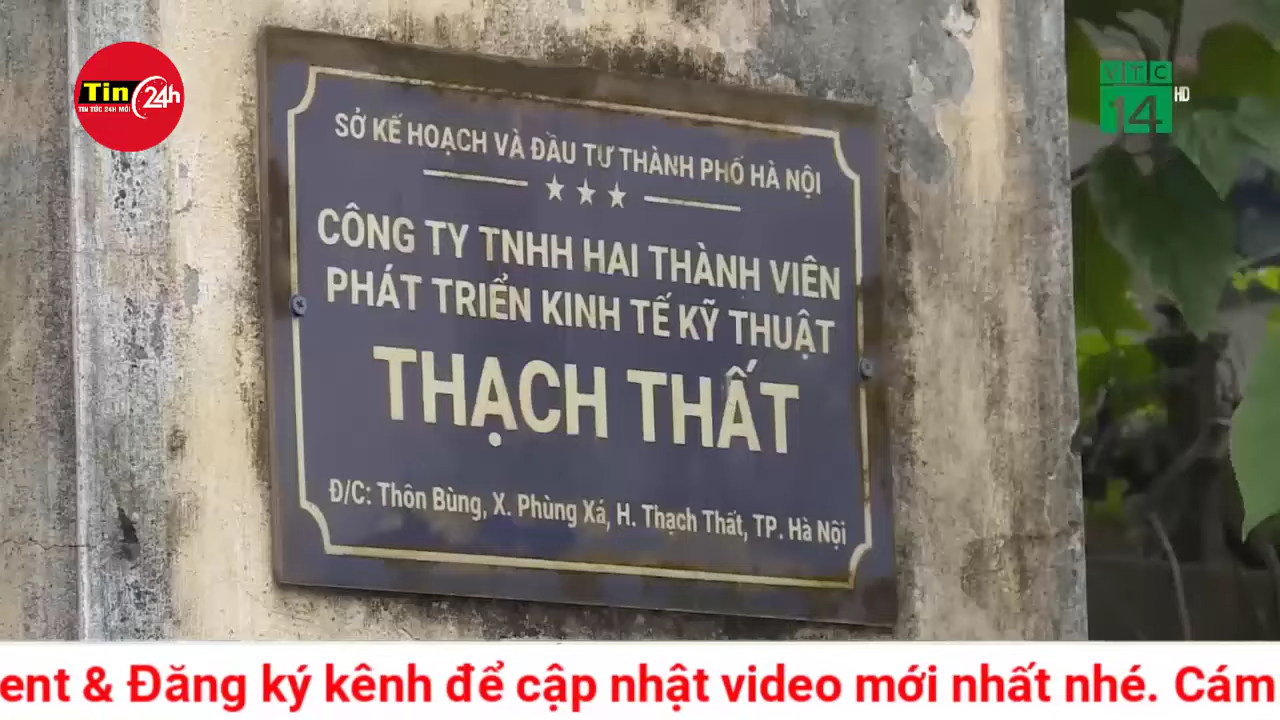 Tin 24h
TIN TỨC 24H MỚI
VTC
14
HD
SỞ KẾ HOẠCH VÀ ĐẦU TƯ THÀNH PHỐ HÀ NỘI
CÔNG TY TNHH HAI THÀNH VIÊN
PHÁT TRIỂN KINH TẾ KỸ THUẬT
THẠCH THẤT
Đ/C: Thôn Bùng, X. Phùng Xá, H. Thạch Thất, TP. Hà Nội
ent & Đăng ký kênh để cập nhật video mới nhất nhé. Cám